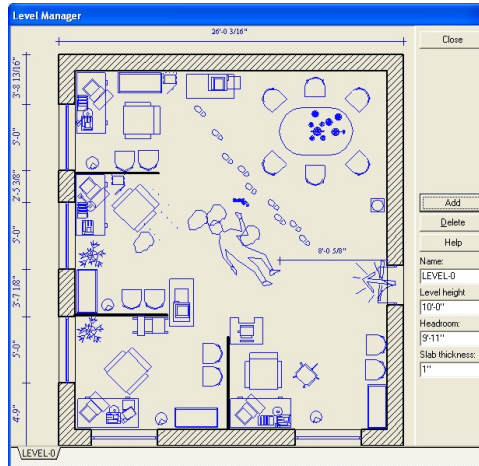 Level Manager
26'-0 3/16"
Close
3'-8 13/16"
5'-0"
2'-5 3/8"
5'-0"
3'-7 1/8"
5'-0"
4'-9"
8'-0 5/8"
Add
Delete
Help
Name:
LEVEL-0
Level height
10'-0"
Headroom:
9'-11"
Slab thickness:
1"
LEVEL-0